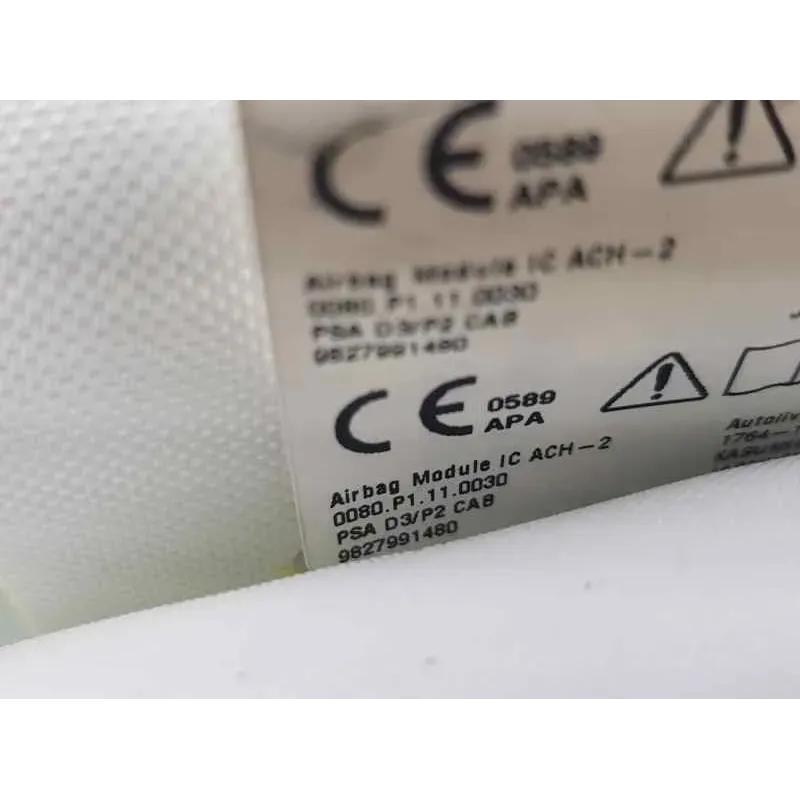 CE 0589
APA
Airbag Module IC ACH-2
0080.P1.11.0030
PSA D3/P2 CAB
9827991480
CE 0589
APA
Airbag Module IC ACH-2
0080.P1.11.0030
PSA D3/P2 CAB
9827991480
Autoliv
1764-